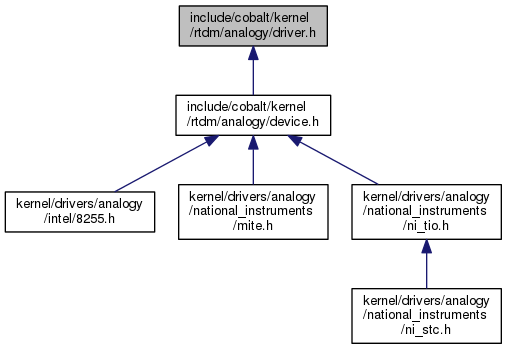 include/cobalt/kernel
/rtdm/analogy/driver.h
include/cobalt/kernel
/rtdm/analogy/device.h
kernel/drivers/analogy
/intel/8255.h
kernel/drivers/analogy
/national_instruments
/mite.h
kernel/drivers/analogy
/national_instruments
/ni_tio.h
kernel/drivers/analogy
/national_instruments
/ni_stc.h